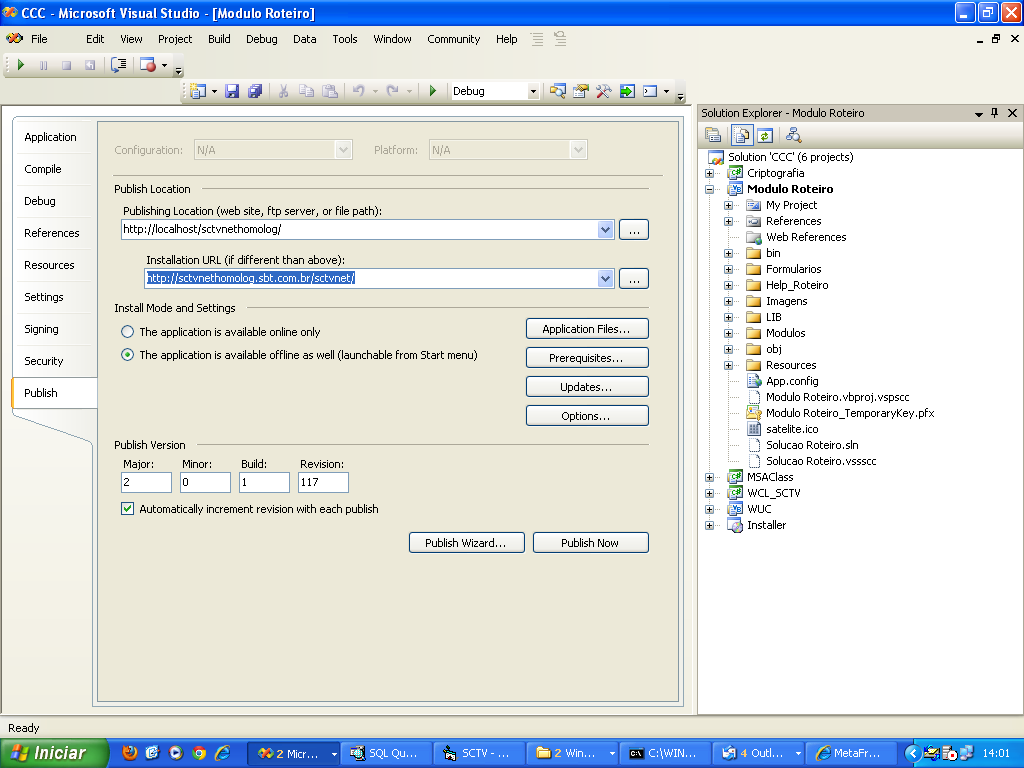 CCC - Microsoft Visual Studio - [Modulo Roteiro]
File Edit View Project Build Debug Data Tools Window Community Help
Debug
Application
Compile
Debug
References
Resources
Settings
Signing
Security
Publish
Configuration: N/A Platform: N/A
Publish Location
Publishing Location (web site, ftp server, or file path):
http://localhost/sctvnethomolog/
...
Installation URL (if different than above):
http://sctvnethomolog.sbt.com.br/sctvnet/
...
Install Mode and Settings
The application is available online only
The application is available offline as well (launchable from Start menu)
Application Files...
Prerequisites...
Updates...
Options...
Publish Version
Major: Minor: Build: Revision:
2 0 1 117
Automatically increment revision with each publish
Publish Wizard... Publish Now
Solution Explorer - Modulo Roteiro
Solution 'CCC' (6 projects)
Criptografia
Modulo Roteiro
My Project
References
Web References
bin
Formularios
Help_Roteiro
Imagens
LIB
Modulos
obj
Resources
App.config
Modulo Roteiro.vbproj.vspscc
Modulo Roteiro_TemporaryKey.pfx
satelite.ico
Solucao Roteiro.sln
Solucao Roteiro.vssscc
MSAClass
WCL_SCTV
WUC
Installer
Ready
Iniciar 2 Micr... SQL Qu... SCTV - ... 2 Win... C:\WIN... 4 Outl... MetaFr... 14:01